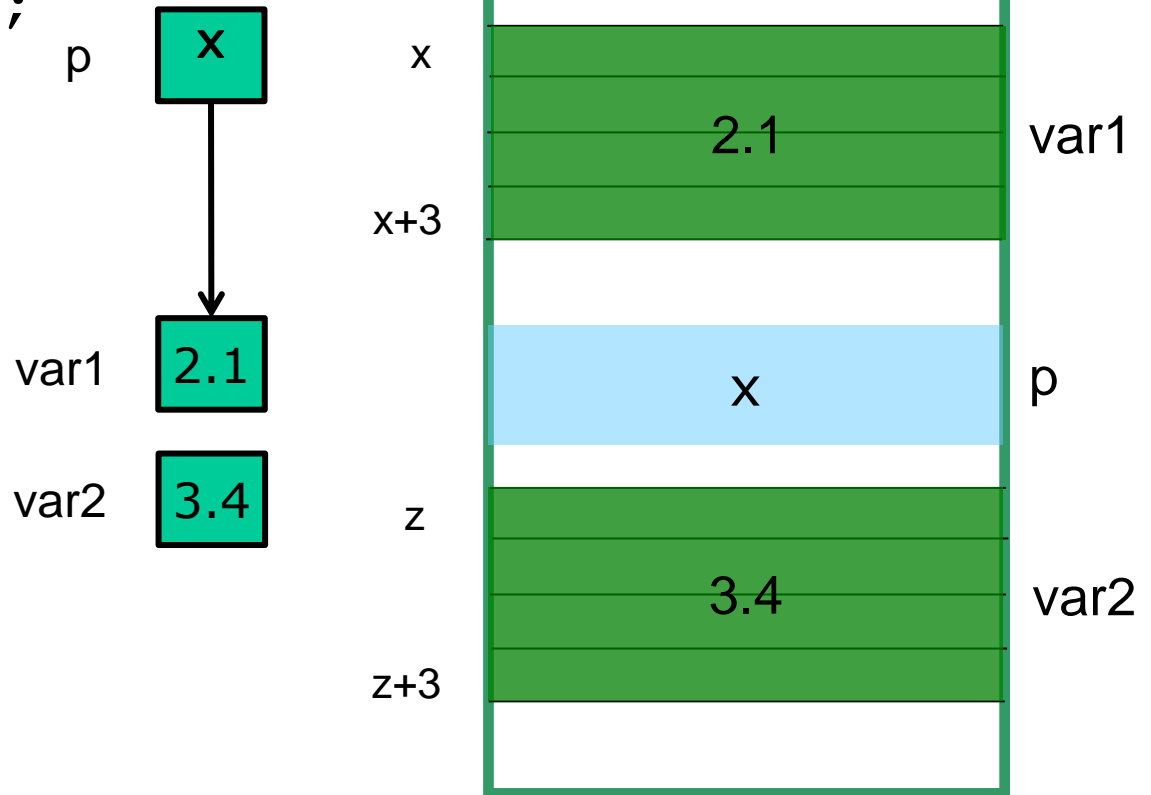 ;
p x
var1 2.1
var2 3.4
x
2.1 var1
x+3
x p
z
3.4 var2
z+3